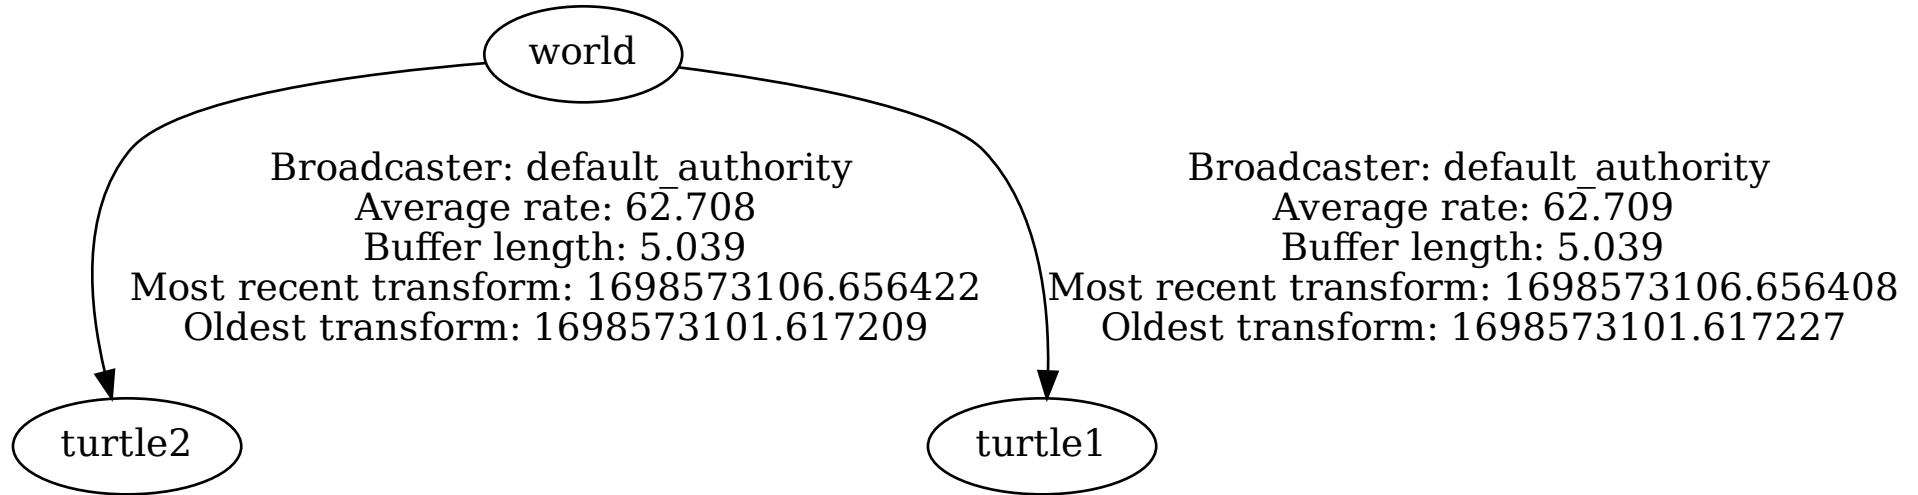 world
Broadcaster: default_authority
Average rate: 62.708
Buffer length: 5.039
Most recent transform: 1698573106.656422
Oldest transform: 1698573101.617209
Broadcaster: default_authority
Average rate: 62.709
Buffer length: 5.039
Most recent transform: 1698573106.656408
Oldest transform: 1698573101.617227
turtle2
turtle1